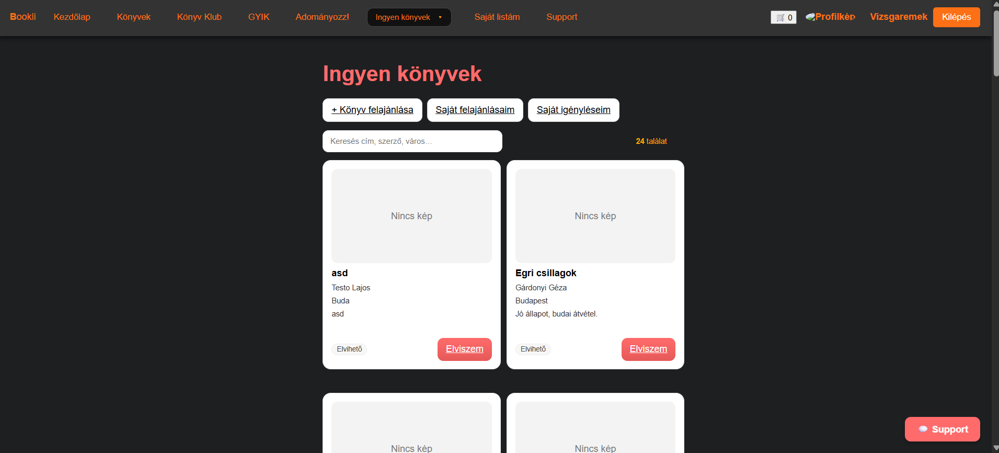 Bookli Kezdőlap Könyvek Könyv Klub GYIK Adományozz! Ingyen könyvek ▼ Saját listám Support 🛒 0 Profilkép Vizsgaremek Kilépés
Ingyen könyvek
+ Könyv felajánlása Saját felajánlásaim Saját igényléseim
Keresés cím, szerző, város… 24 találat
Nincs kép
asd
Testo Lajos
Buda
asd
Elvihető Elviszem
Nincs kép
Egri csillagok
Gárdonyi Géza
Budapest
Jó állapot, budai átvétel.
Elvihető Elviszem
Nincs kép
Nincs kép
💬 Support